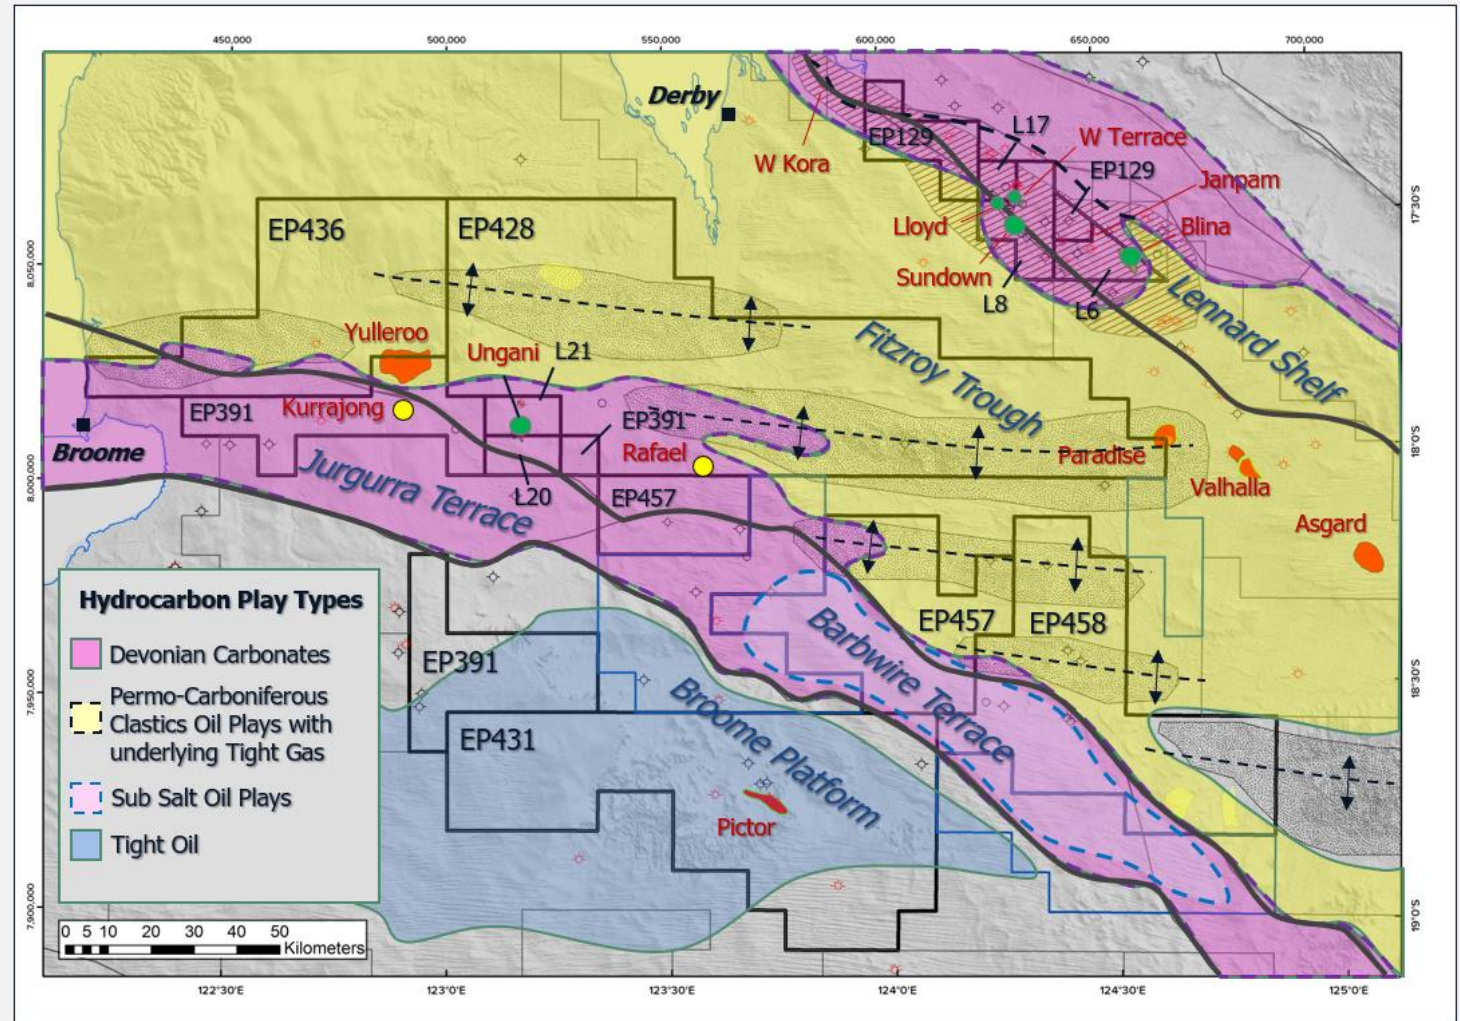 450,000 500,000 550,000 600,000 650,000 700,000
Derby
W Kora
EP129
L17
W Terrace
EP129
Janpam
17°30'S
Lloyd
Blina
EP436
EP428
Sundown
L8
L6
Lennard Shelf
8,050,000
Yulleroo
Ungani
L21
Fitzroy Trough
Kurrajong
EP391
EP391
Broome
Rafael
Paradise
18°0'S
8,000,000
Jurgurra Terrace
L20
EP457
Valhalla
Asgard
Hydrocarbon Play Types
Devonian Carbonates
Permo-Carboniferous
Clastics Oil Plays with
underlying Tight Gas
Sub Salt Oil Plays
Tight Oil
EP391
EP457
EP458
Barbwire Terrace
18°30'S
7,950,000
Broome Platform
EP431
Pictor
7,900,000
19°0'S
0 5 10 20 30 40 50
Kilometers
122°30'E 123°0'E 123°30'E 124°0'E 124°30'E 125°0'E